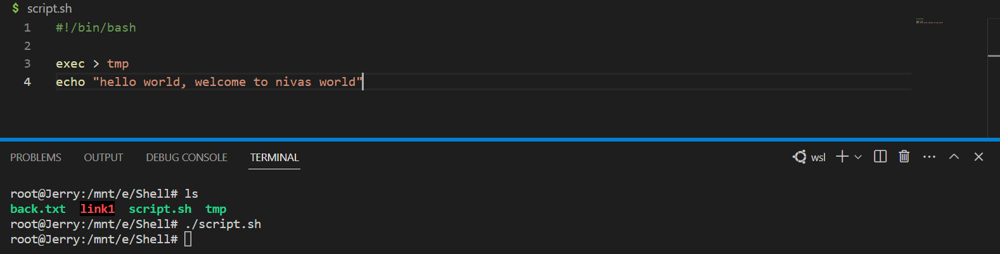 $ script.sh
1 #!/bin/bash
2
3 exec > tmp
4 echo "hello world, welcome to nivas world"
PROBLEMS OUTPUT DEBUG CONSOLE TERMINAL wsl
root@Jerry:/mnt/e/Shell# ls
back.txt link1 script.sh tmp
root@Jerry:/mnt/e/Shell# ./script.sh
root@Jerry:/mnt/e/Shell#